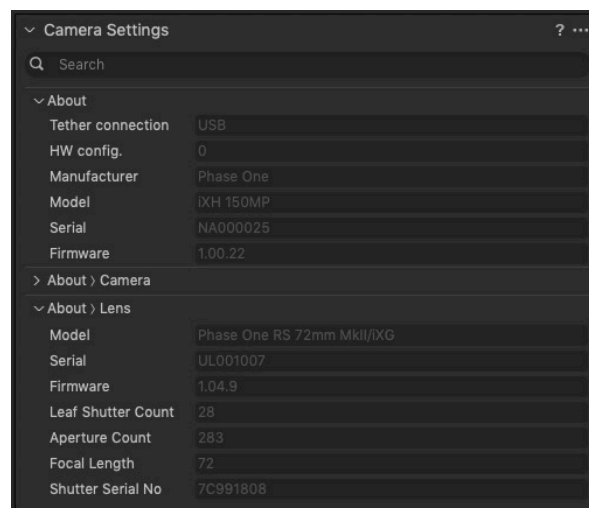 Camera Settings ? ...
Search
About
Tether connection USB
HW config. 0
Manufacturer Phase One
Model iXH 150MP
Serial NA000025
Firmware 1.00.22
About > Camera
About > Lens
Model Phase One RS 72mm MkII/iXG
Serial UL001007
Firmware 1.04.9
Leaf Shutter Count 28
Aperture Count 283
Focal Length 72
Shutter Serial No 7C991808